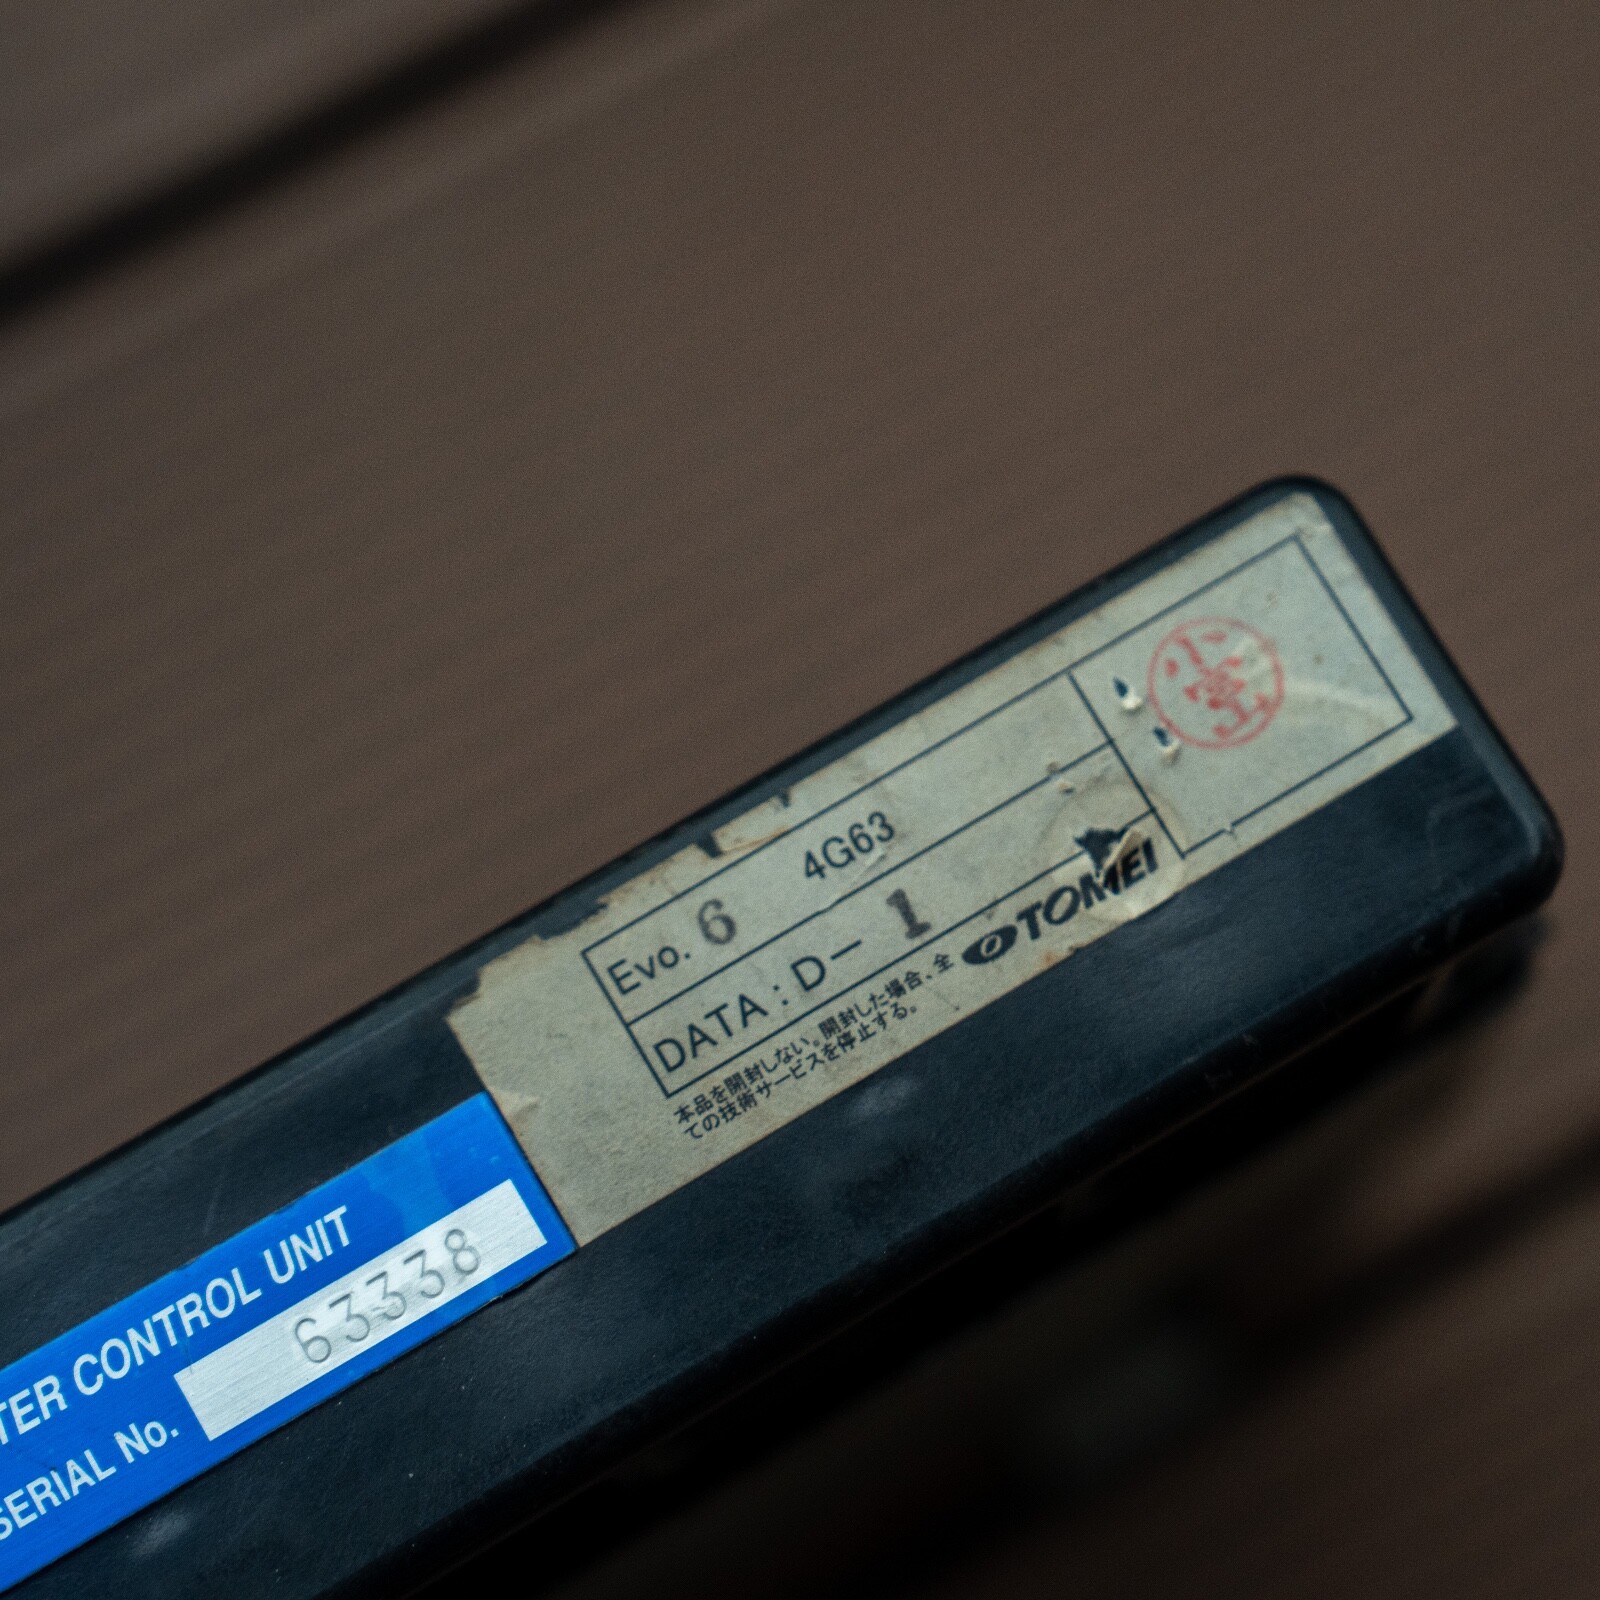 Evo. 6 4G63
DATA : D− 1
TOMEI
本品を開封しない。開封した場合、全
ての技術サービスを停止する。
TER CONTROL UNIT
SERIAL No. 63338